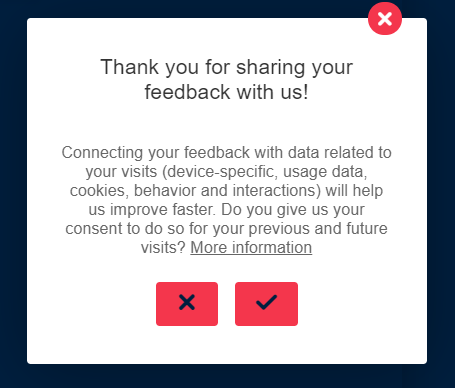 Thank you for sharing your
feedback with us!
Connecting your feedback with data related to
your visits (device-specific, usage data,
cookies, behavior and interactions) will help
us improve faster. Do you give us your
consent to do so for your previous and future
visits? More information